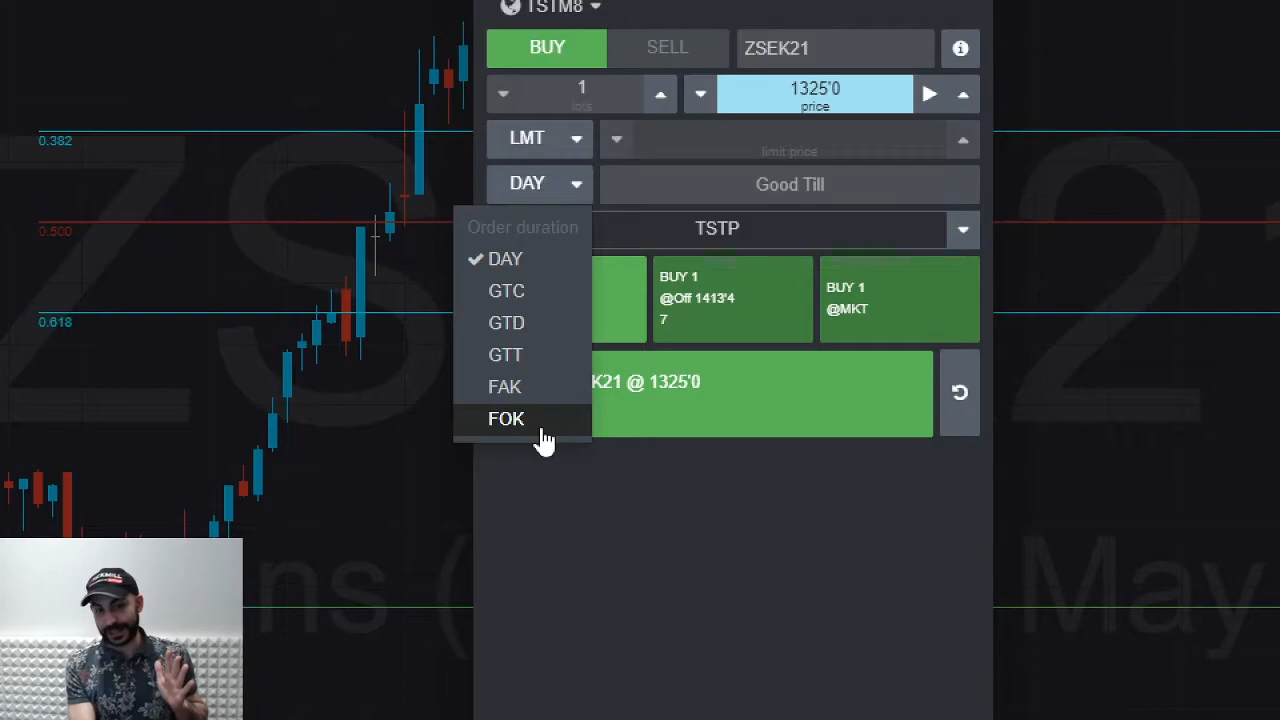 TSTM8
BUY
SELL
ZSEK21
1
lots
1325'0
price
LMT
limit price
DAY
Good Till
Order duration
TSTP
DAY
GTC
GTD
GTT
FAK
FOK
BUY 1
@Off 1413'4
7
BUY 1
@MKT
K21 @ 1325'0
0.382
0.500
0.618
ns (
May